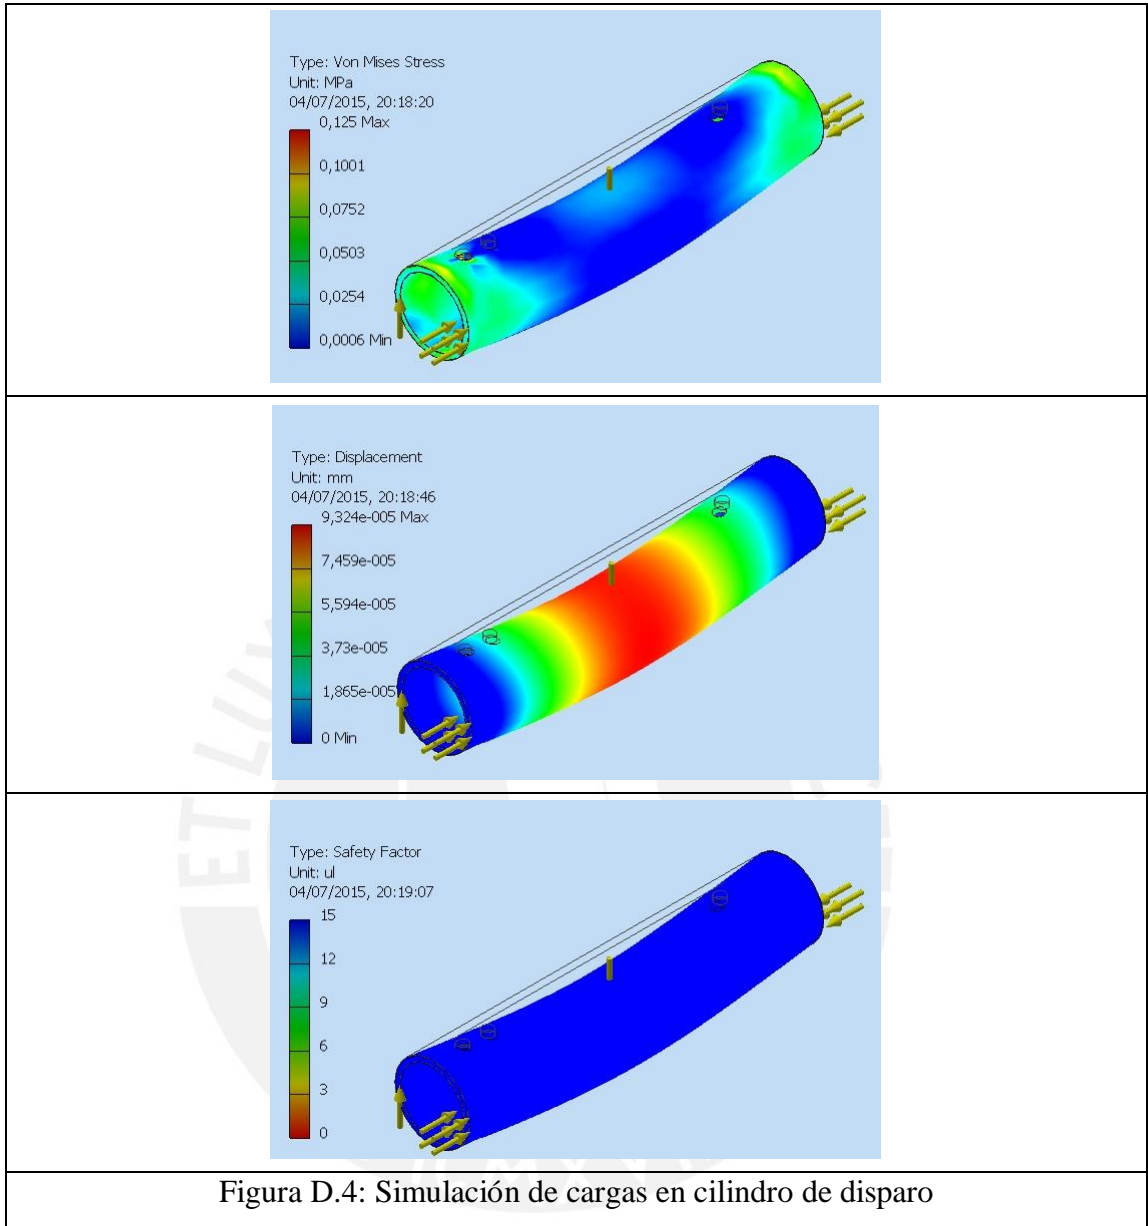 Type: Von Mises Stress
Unit: MPa
04/07/2015, 20:18:20
0,125 Max
0,1001
0,0752
0,0503
0,0254
0,0006 Min
Type: Displacement
Unit: mm
04/07/2015, 20:18:46
9,324e-005 Max
7,459e-005
5,594e-005
3,73e-005
1,865e-005
0 Min
ET LU
Type: Safety Factor
Unit: ul
04/07/2015, 20:19:07
15
12
9
6
3
0
Figura D.4: Simulación de cargas en cilindro de disparo